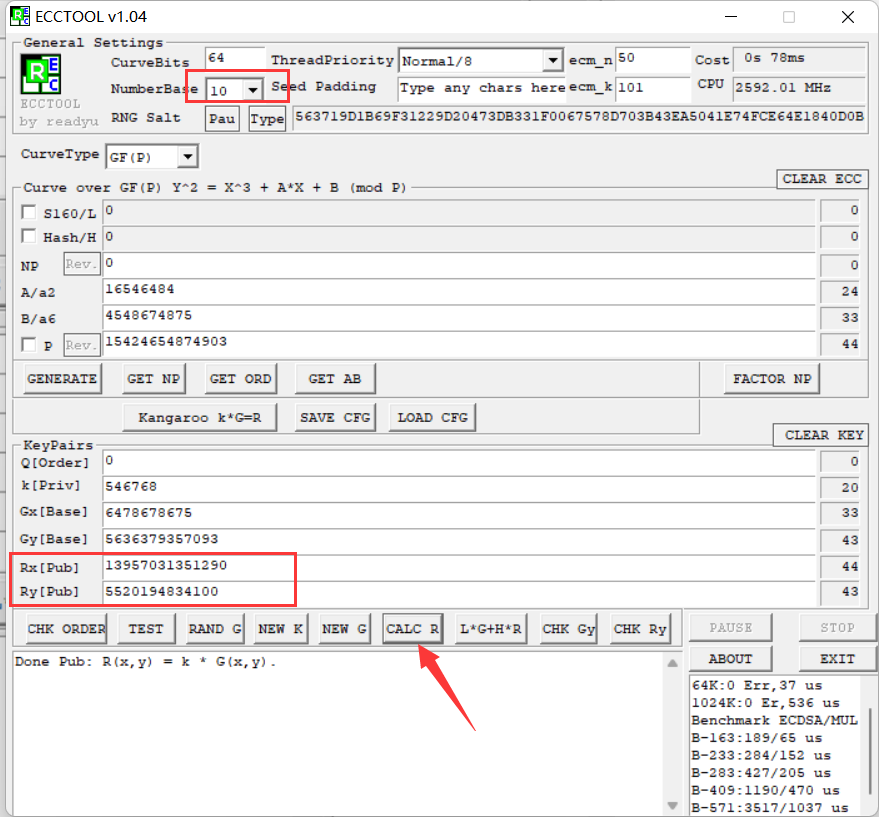 ECCTOOL v1.04
General Settings
CurveBits 64 ThreadPriority Normal/8 ecm_n 50 Cost 0s 78ms
NumberBase 10 Seed Padding Type any chars here ecm_k 101 CPU 2592.01 MHz
ECCTOOL
by readyu RNG Salt Pau Type 563719D1B69F31229D20473DB331F0067578D703B43EA5041E74FCE64E1840D0B
CurveType GF(P)
CLEAR ECC
Curve over GF(P) Y^2 = X^3 + A*X + B (mod P)
S160/L 0 0
Hash/H 0 0
NP Rev. 0 0
A/a2 16546484 24
B/a6 4548674875 33
P Rev. 15424654874903 44
GENERATE GET NP GET ORD GET AB FACTOR NP
Kangaroo k*G=R SAVE CFG LOAD CFG
CLEAR KEY
KeyPairs
Q[Order] 0 0
k[Priv] 546768 20
Gx[Base] 6478678675 33
Gy[Base] 5636379357093 43
Rx[Pub] 13957031351290 44
Ry[Pub] 5520194834100 43
CHK ORDER TEST RAND G NEW K NEW G CALC R L*G+H*R CHK Gy CHK Ry PAUSE STOP
ABOUT EXIT
Done Pub: R(x,y) = k * G(x,y).
64K:0 Err,37 us
1024K:0 Er,536 us
Benchmark ECDSA/MUL
B-163:189/65 us
B-233:284/152 us
B-283:427/205 us
B-409:1190/470 us
B-571:3517/1037 us